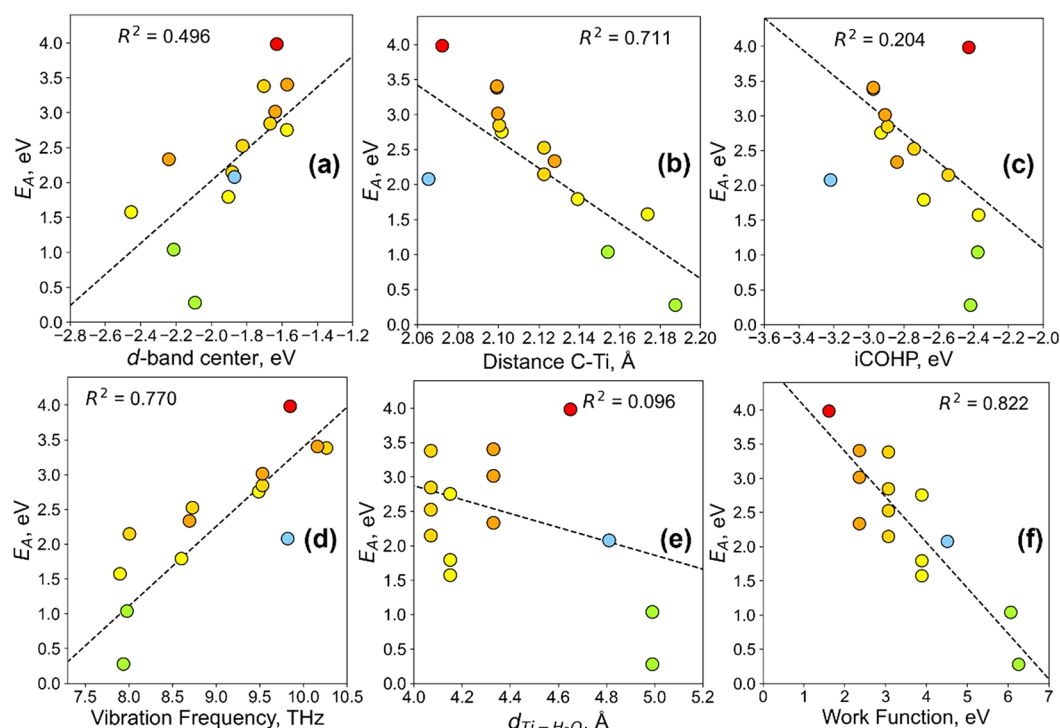 R² = 0.496
E_A, eV
4.0
3.5
3.0
2.5
2.0
1.5
1.0
0.5
0.0
(a)
−2.8 −2.6 −2.4 −2.2 −2.0 −1.8 −1.6 −1.4 −1.2
d-band center, eV
R² = 0.711
E_A, eV
4.0
3.5
3.0
2.5
2.0
1.5
1.0
0.5
0.0
(b)
2.06 2.08 2.10 2.12 2.14 2.16 2.18 2.20
Distance C-Ti, Å
R² = 0.204
E_A, eV
4.0
3.5
3.0
2.5
2.0
1.5
1.0
0.5
0.0
(c)
−3.6 −3.4 −3.2 −3.0 −2.8 −2.6 −2.4 −2.2 −2.0
iCOHP, eV
R² = 0.770
E_A, eV
4.0
3.5
3.0
2.5
2.0
1.5
1.0
0.5
0.0
(d)
7.5 8.0 8.5 9.0 9.5 10.0 10.5
Vibration Frequency, THz
R² = 0.096
E_A, eV
4.0
3.5
3.0
2.5
2.0
1.5
1.0
0.5
0.0
(e)
4.0 4.2 4.4 4.6 4.8 5.0 5.2
d_{Ti−H₂O}, Å
R² = 0.822
E_A, eV
4.0
3.5
3.0
2.5
2.0
1.5
1.0
0.5
0.0
(f)
0 1 2 3 4 5 6 7
Work Function, eV